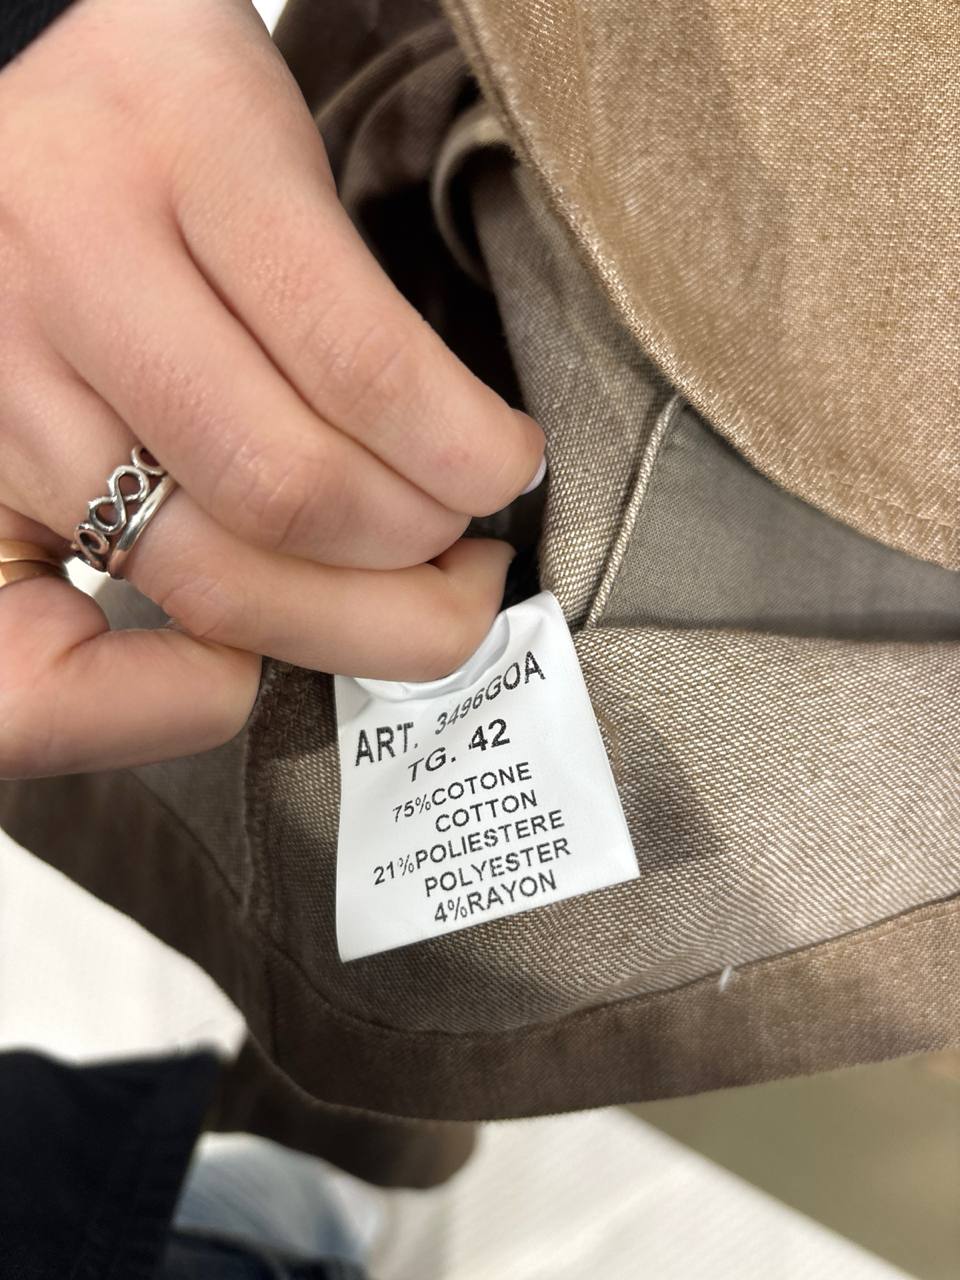 ART. 3496GOA
TG. 42
75%COTONE
COTTON
21%POLIESTERE
POLYESTER
4%RAYON